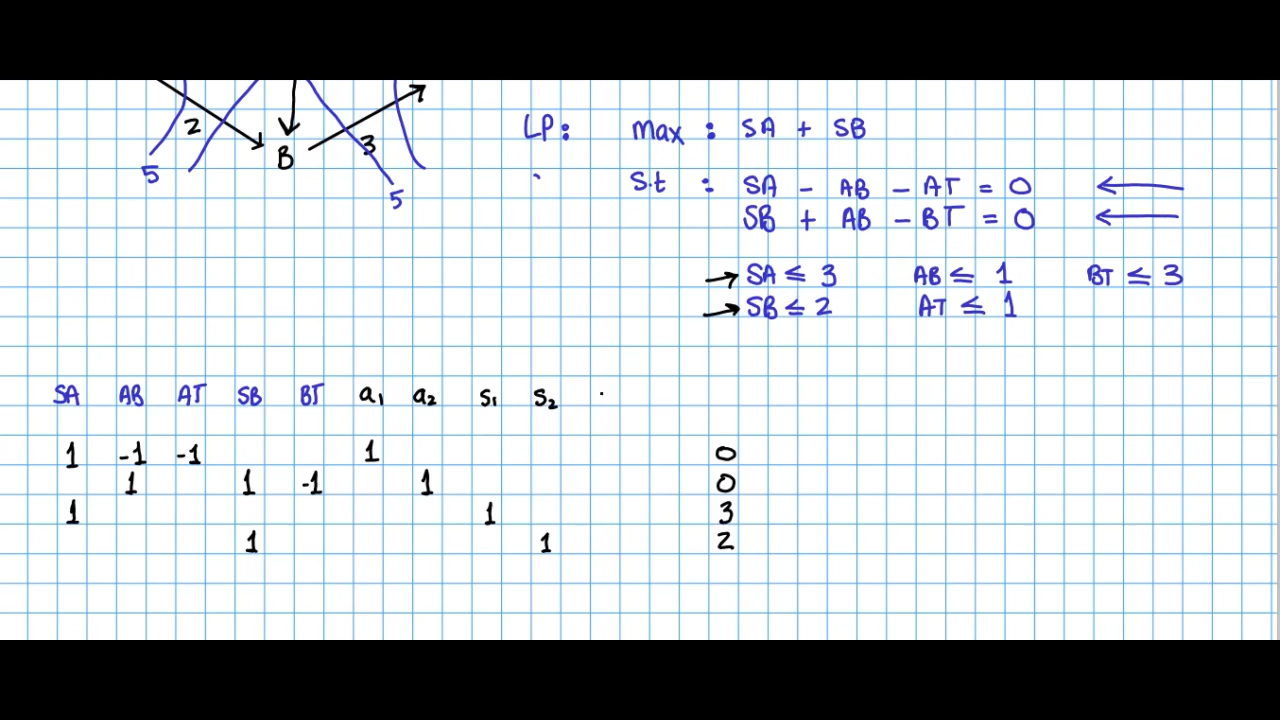 2 B 3
5 5
LP: max : SA + SB
s.t : SA - AB - AT = 0
SB + AB - BT = 0
SA ≤ 3 AB ≤ 1 BT ≤ 3
SB ≤ 2 AT ≤ 1
SA AB AT SB BT a₁ a₂ s₁ s₂
1 -1 -1 1 0
1 1 -1 1 0
1 1 3
1 1 2